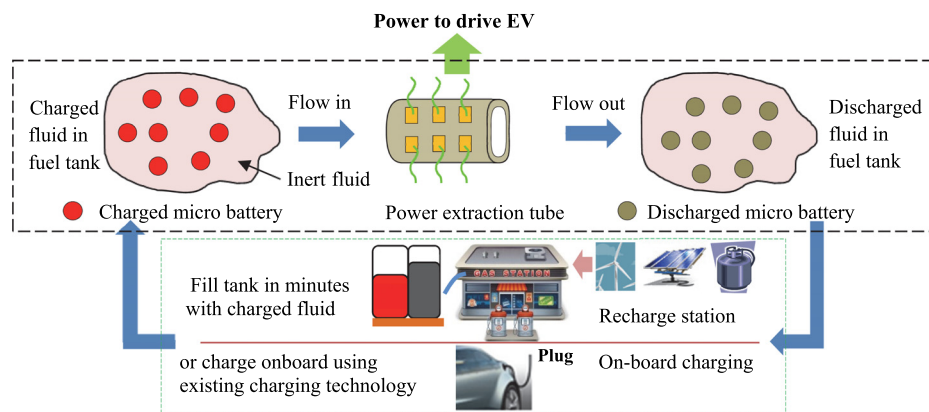 Power to drive EV
Charged
fluid in
fuel tank
Flow in
Flow out
Discharged
fluid in
fuel tank
Inert fluid
Charged micro battery
Power extraction tube
Discharged micro battery
Fill tank in minutes
with charged fluid
GAS STATION
Recharge station
or charge onboard using
existing charging technology
Plug
On-board charging